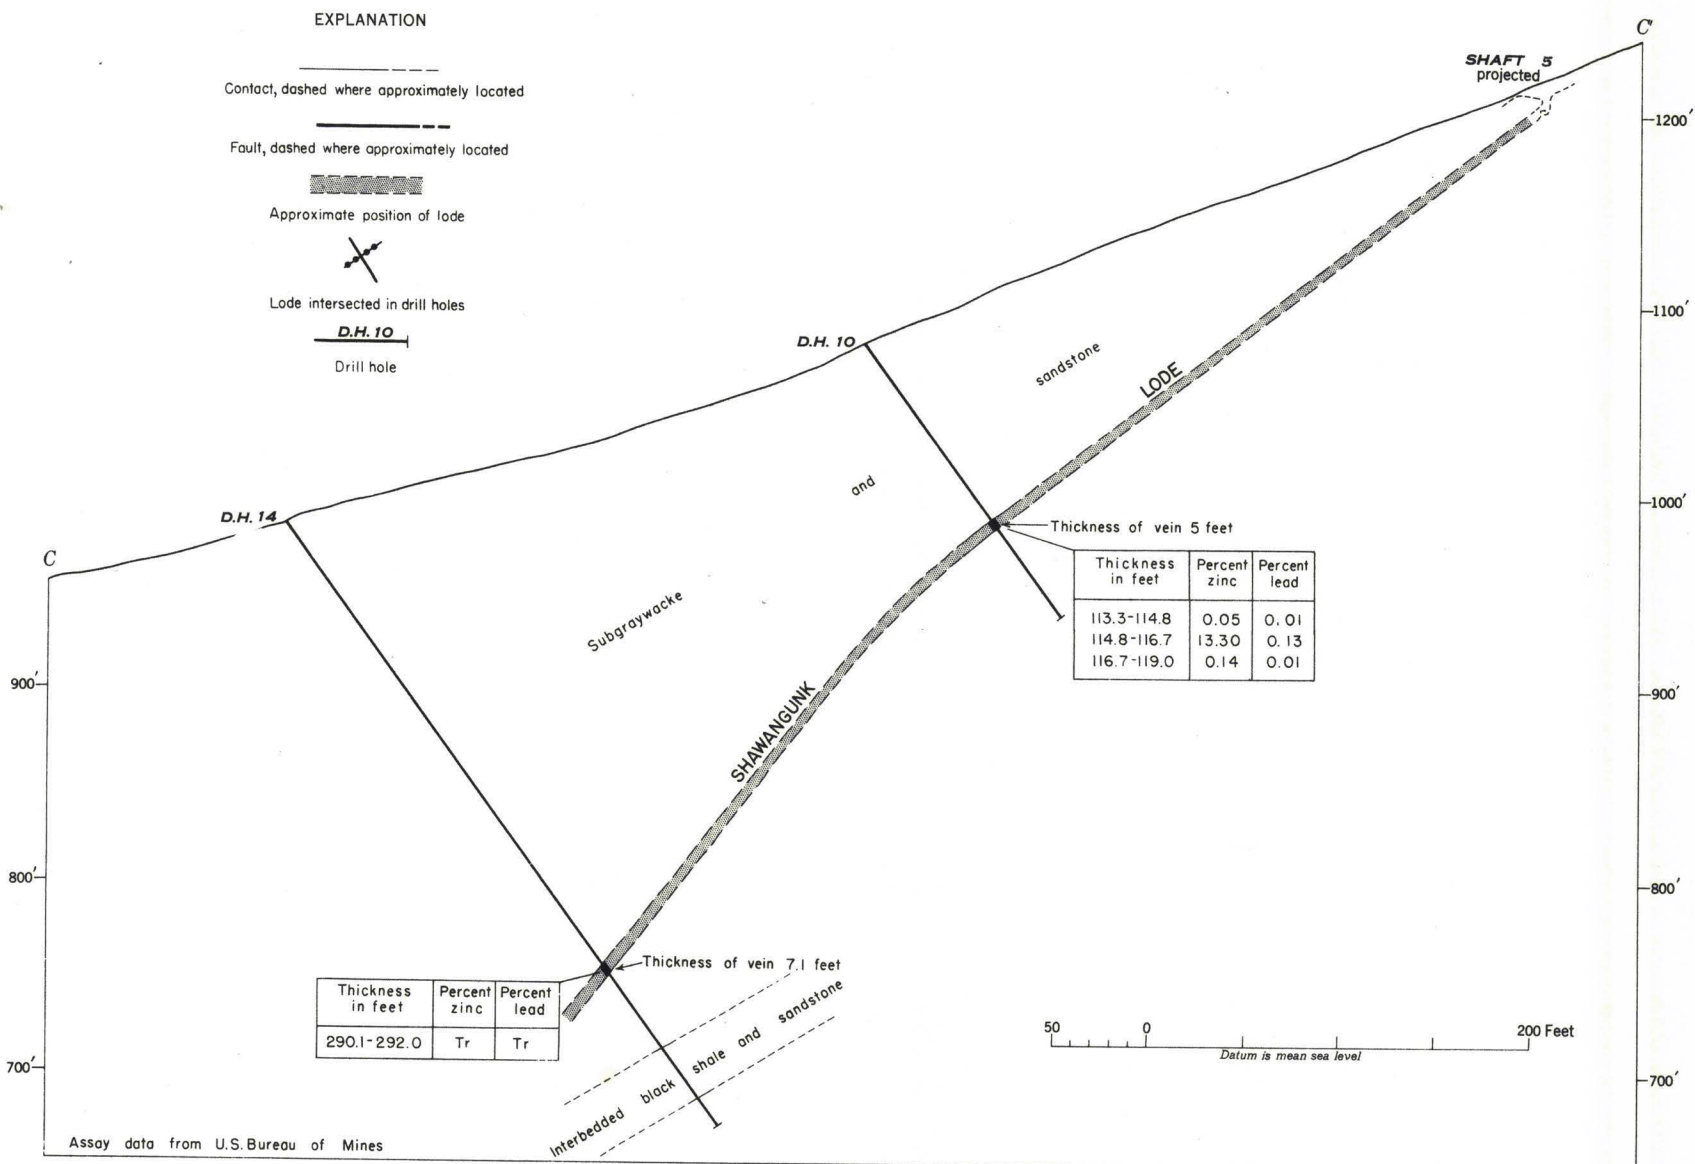 EXPLANATION
Contact, dashed where approximately located
Fault, dashed where approximately located
Approximate position of lode
Lode intersected in drill holes
D.H. 10
Drill hole
C'
SHAFT 5
projected
1200'
1100'
1000'
900'
800'
700'
D.H. 10
sandstone
LODE
and
D.H. 14
C
Subgraywacke
SHAWANGUNK
Thickness of vein 5 feet
Thickness in feet Percent zinc Percent lead
113.3-114.8 0.05 0.01
114.8-116.7 13.30 0.13
116.7-119.0 0.14 0.01
900'
800'
700'
Thickness of vein 7.1 feet
Thickness in feet Percent zinc Percent lead
290.1-292.0 Tr Tr
Interbedded black shale and sandstone
50 0 200 Feet
Datum is mean sea level
Assay data from U.S. Bureau of Mines